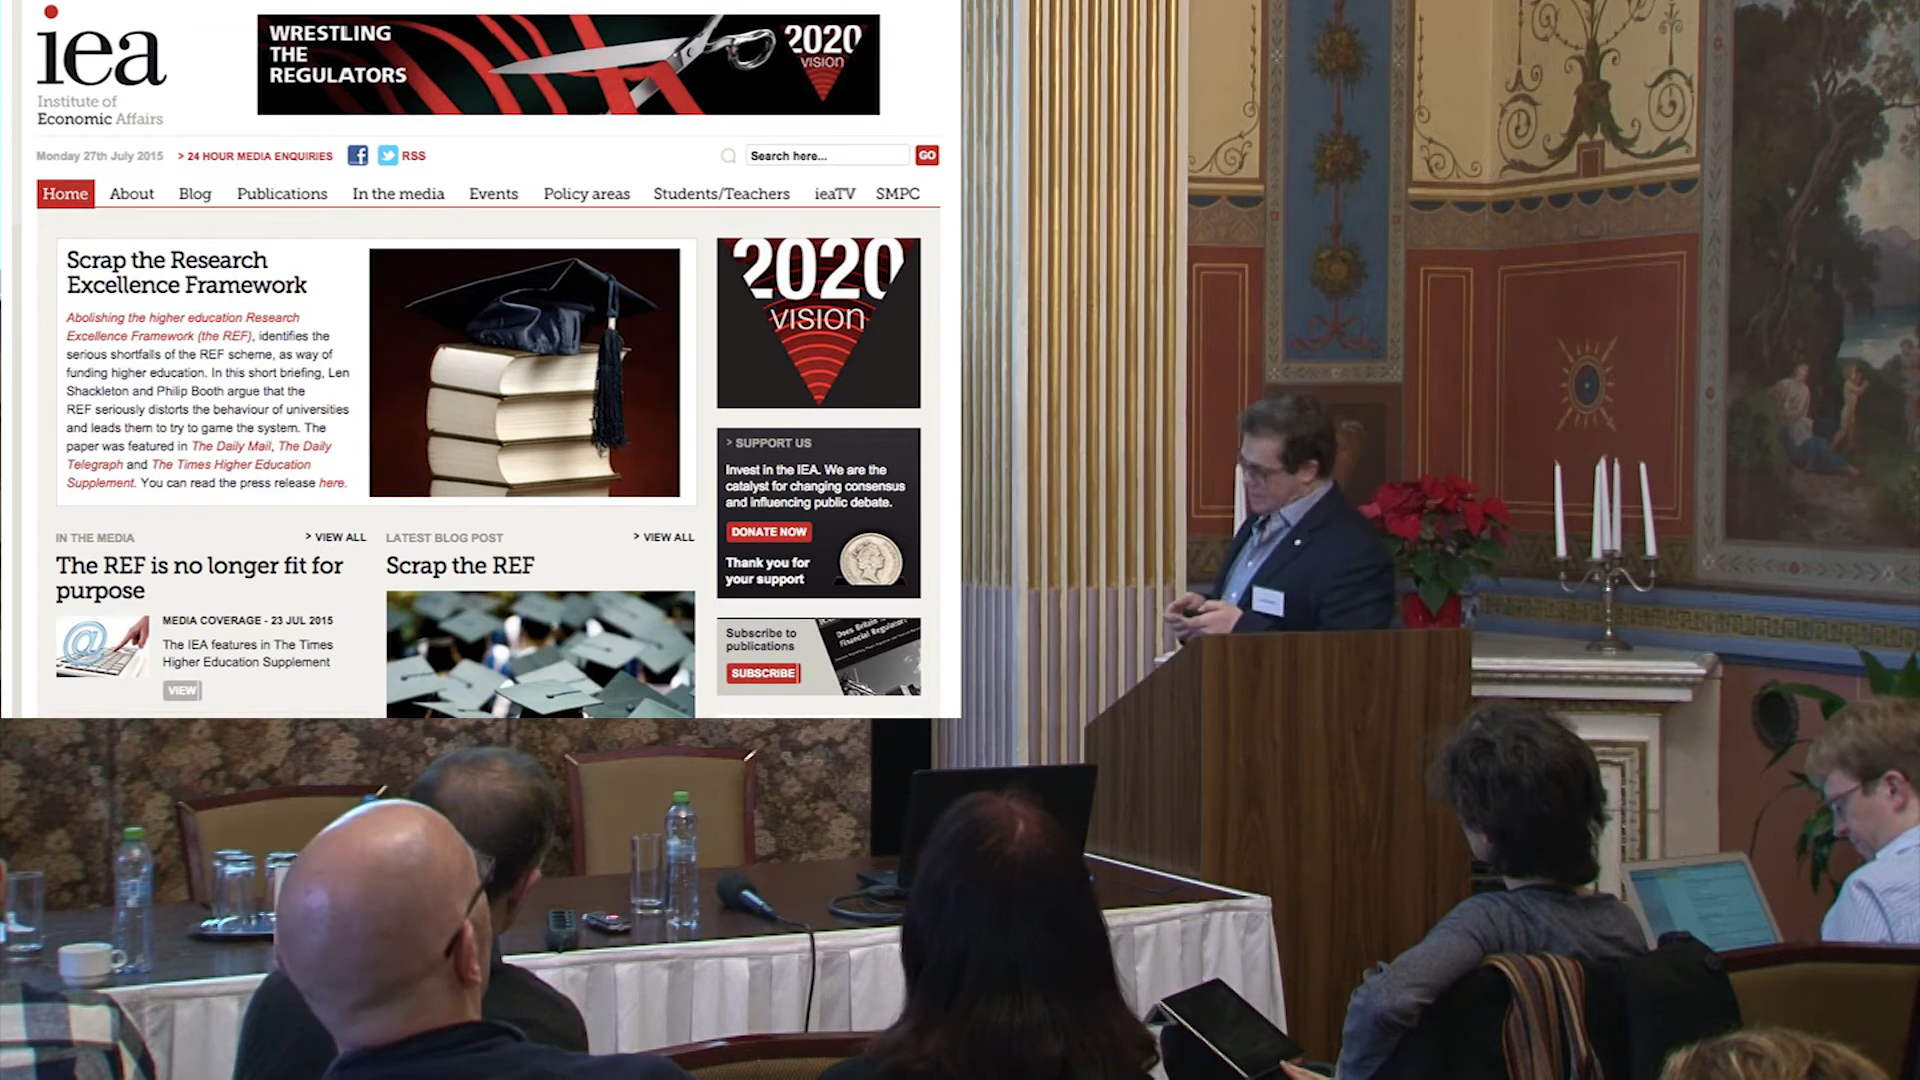 iea
Institute of
Economic Affairs
WRESTLING
THE
REGULATORS
2020
VISION
Monday 27th July 2015
> 24 HOUR MEDIA ENQUIRIES
RSS
Search here...
GO
Home
About
Blog
Publications
In the media
Events
Policy areas
Students/Teachers
ieaTV
SMPC
Scrap the Research
Excellence Framework
Abolishing the higher education Research
Excellence Framework (the REF), identifies the
serious shortfalls of the REF scheme, as way of
funding higher education. In this short briefing, Len
Shackleton and Philip Booth argue that the
REF seriously distorts the behaviour of universities
and leads them to try to game the system. The
paper was featured in The Daily Mail, The Daily
Telegraph and The Times Higher Education
Supplement. You can read the press release here.
2020
vision
> SUPPORT US
Invest in the IEA. We are the
catalyst for changing consensus
and influencing public debate.
DONATE NOW
Thank you for
your support
IN THE MEDIA
> VIEW ALL
The REF is no longer fit for
purpose
MEDIA COVERAGE - 23 JUL 2015
The IEA features in The Times
Higher Education Supplement
VIEW
LATEST BLOG POST
> VIEW ALL
Scrap the REF
Subscribe to
publications
SUBSCRIBE
Does Britain
Financial Regulator